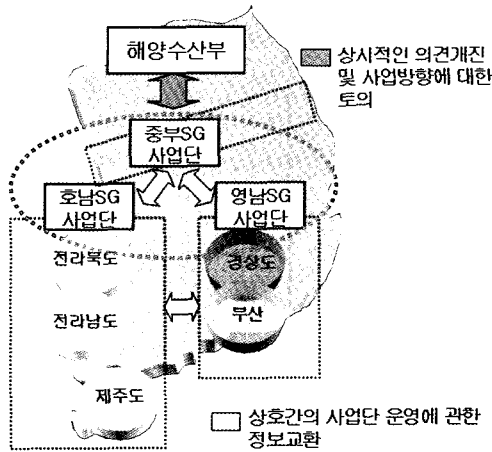 해양수산부
상시적인 의견개진
및 사업방향에 대한
토의
중부SG
사업단
호남SG
사업단
영남SG
사업단
전라북도
경상도
전라남도
부산
제주도
상호간의 사업단 운영에 관한
정보교환